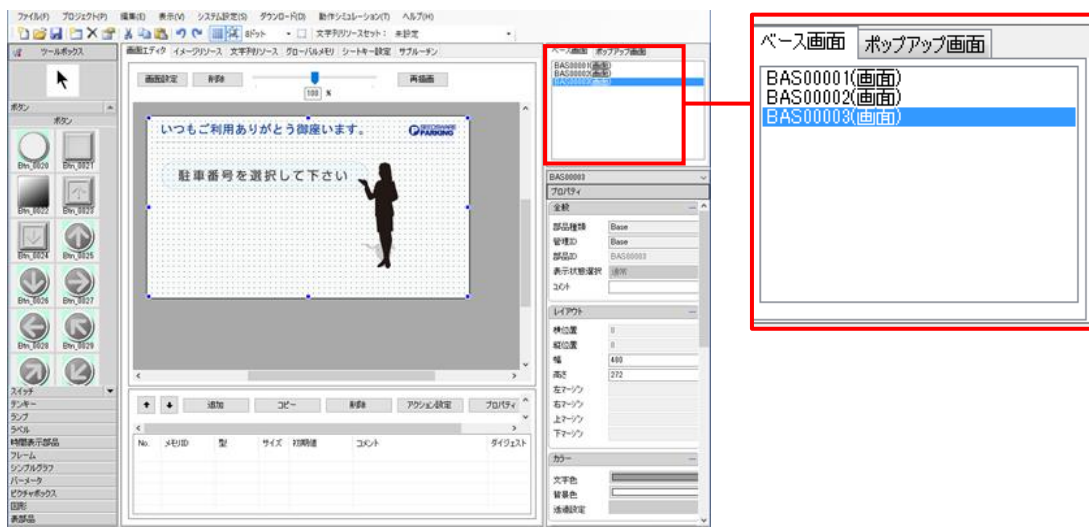 ファイル(F) プロジェクト(P) 編集(E) 表示(V) システム設定(S) ダウンロード(D) 動作シミュレーション(T) ヘルプ(H)
8ドット 文字列リソースセット： 未設定
ツールボックス
画面エディタ イメージリソース 文字列リソース グローバルメモリ シートキー設定 サブルーチン
ベース画面 ポップアップ画面
BAS00001(画面)
BAS00002(画面)
BAS00003(画面)
画面設定 削除 再描画
100 %
ボタン
ボタン
Btn_0020 Btn_0021
Btn_0022 Btn_0023
Btn_0024 Btn_0025
Btn_0026 Btn_0027
Btn_0028 Btn_0029
スイッチ
テンキー
ランプ
ラベル
時間表示部品
フレーム
シンプルグラフ
パーメータ
ピクチャボックス
図形
表部品
いつもご利用ありがとう御座います。
PARKING
駐車番号を選択して下さい
追加 コピー 削除 アクション設定 プロパティ
No. メモリID 型 サイズ 初期値 コメント ダイジェスト
BAS00003
プロパティ
全般
部品種類 Base
管理ID Base
部品ID BAS00003
表示状態選択 通常
コメント
レイアウト
横位置 0
縦位置 0
幅 480
高さ 272
左マージン
右マージン
上マージン
下マージン
カラー
文字色
背景色
透過設定
ベース画面 ポップアップ画面
BAS00001(画面)
BAS00002(画面)
BAS00003(画面)